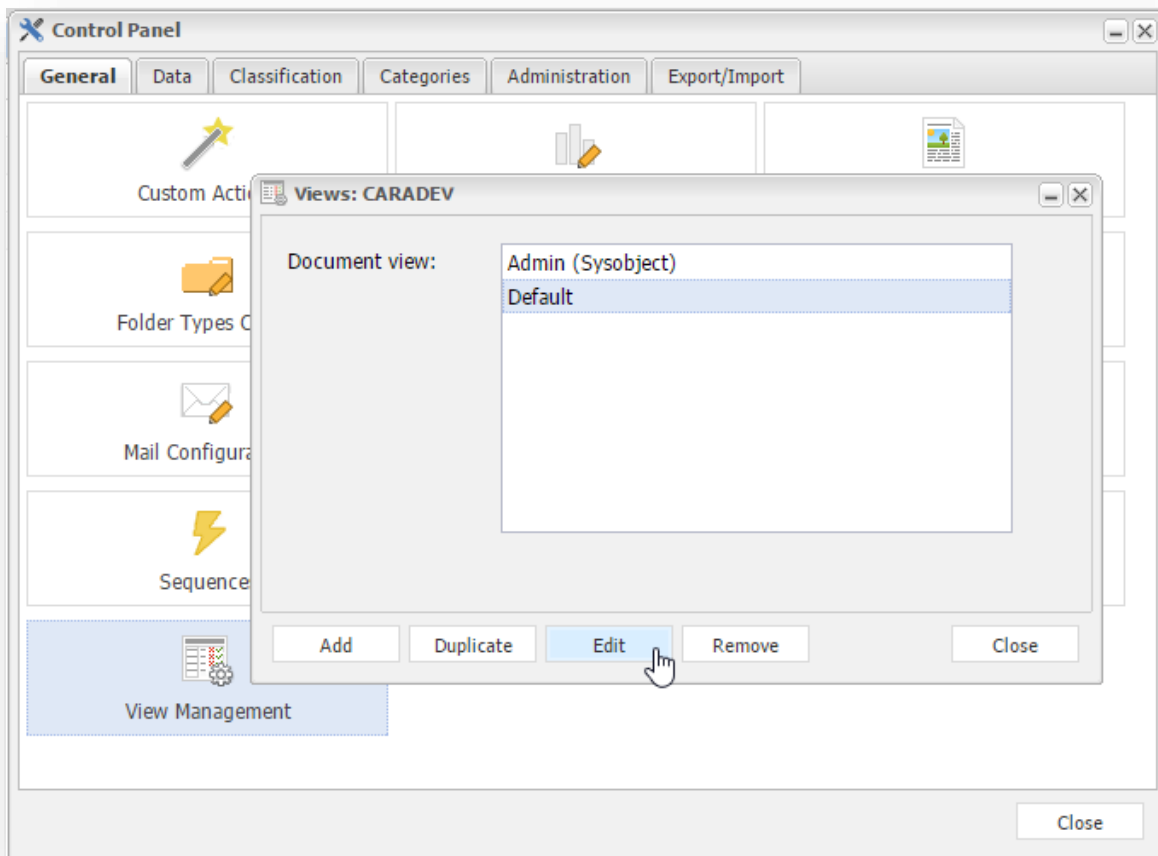 Control Panel
General Data Classification Categories Administration Export/Import
Custom Acti
Views: CARADEV
Document view:
Admin (Sysobject)
Default
Folder Types C
Mail Configura
Sequence
Add Duplicate Edit Remove Close
View Management
Close